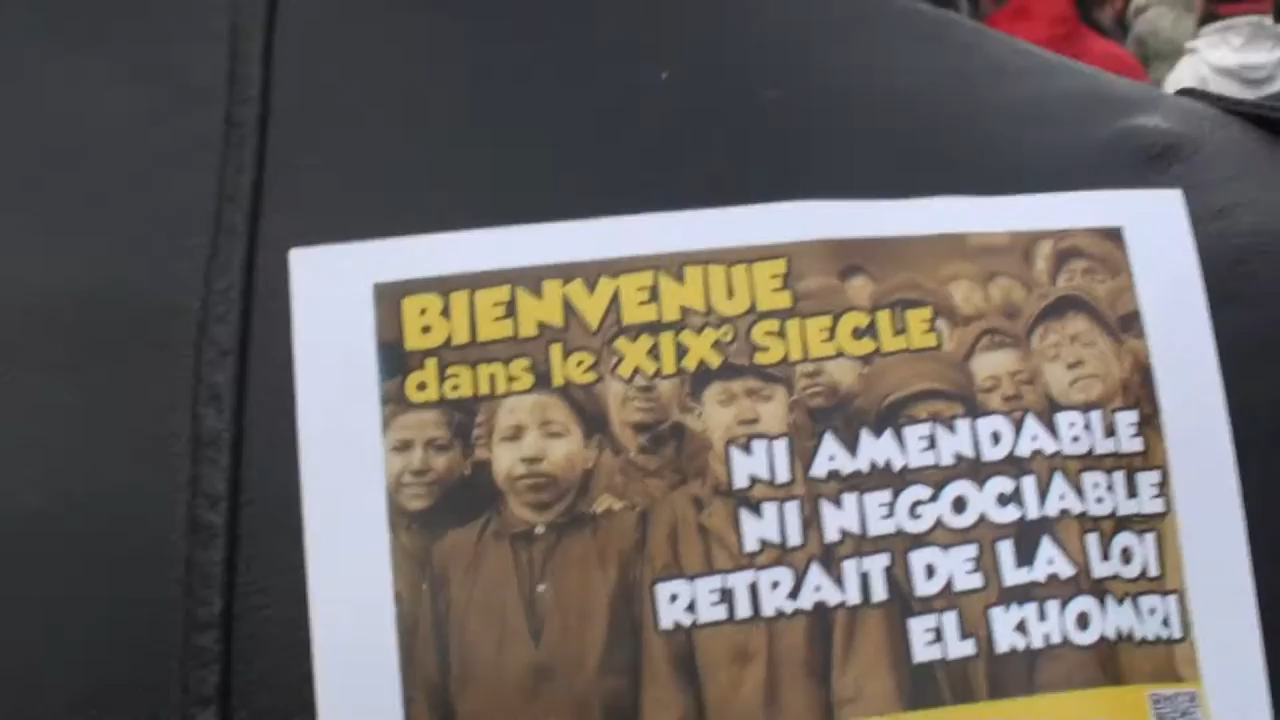 BIENVENUE
dans le XIXe SIECLE
NI AMENDABLE
NI NEGOCIABLE
RETRAIT DE LA LOI
EL KHOMRI